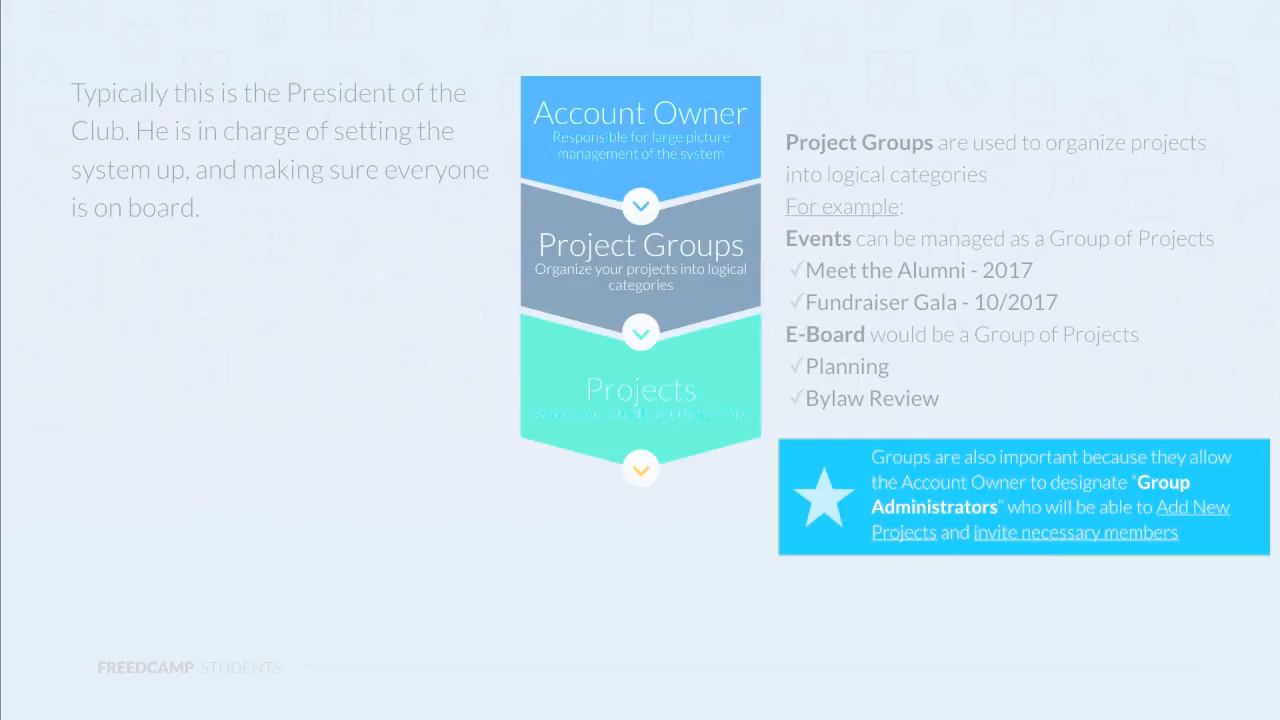 Typically this is the President of the
Club. He is in charge of setting the
system up, and making sure everyone
is on board.
Account Owner
Responsible for large picture
management of the system
Project Groups
Organize your projects into logical
categories
Projects
Project Groups are used to organize projects
into logical categories
For example:
Events can be managed as a Group of Projects
✓Meet the Alumni - 2017
✓Fundraiser Gala - 10/2017
E-Board would be a Group of Projects
✓Planning
✓Bylaw Review
Groups are also important because they allow
the Account Owner to designate “Group
Administrators” who will be able to Add New
Projects and invite necessary members
FREEDCAMP STUDENTS